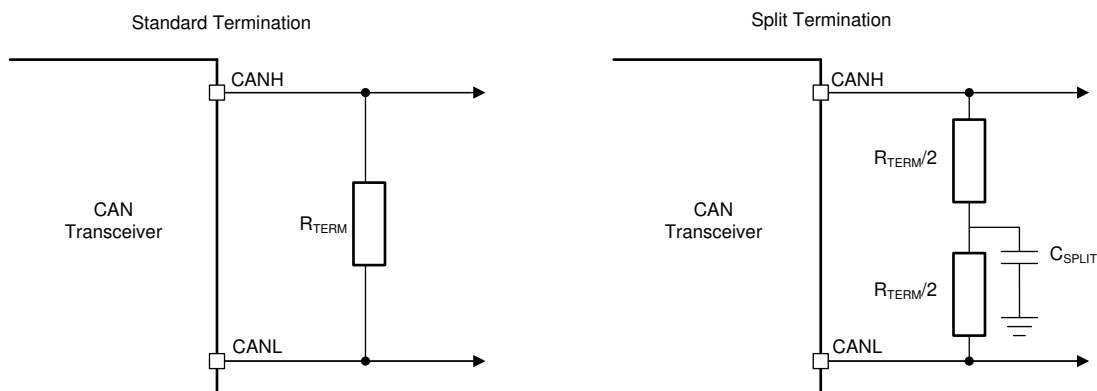 Standard Termination
Split Termination
CANH
CAN
Transceiver
RTERM
CANL
CANH
CAN
Transceiver
RTERM/2
CSPLIT
RTERM/2
CANL